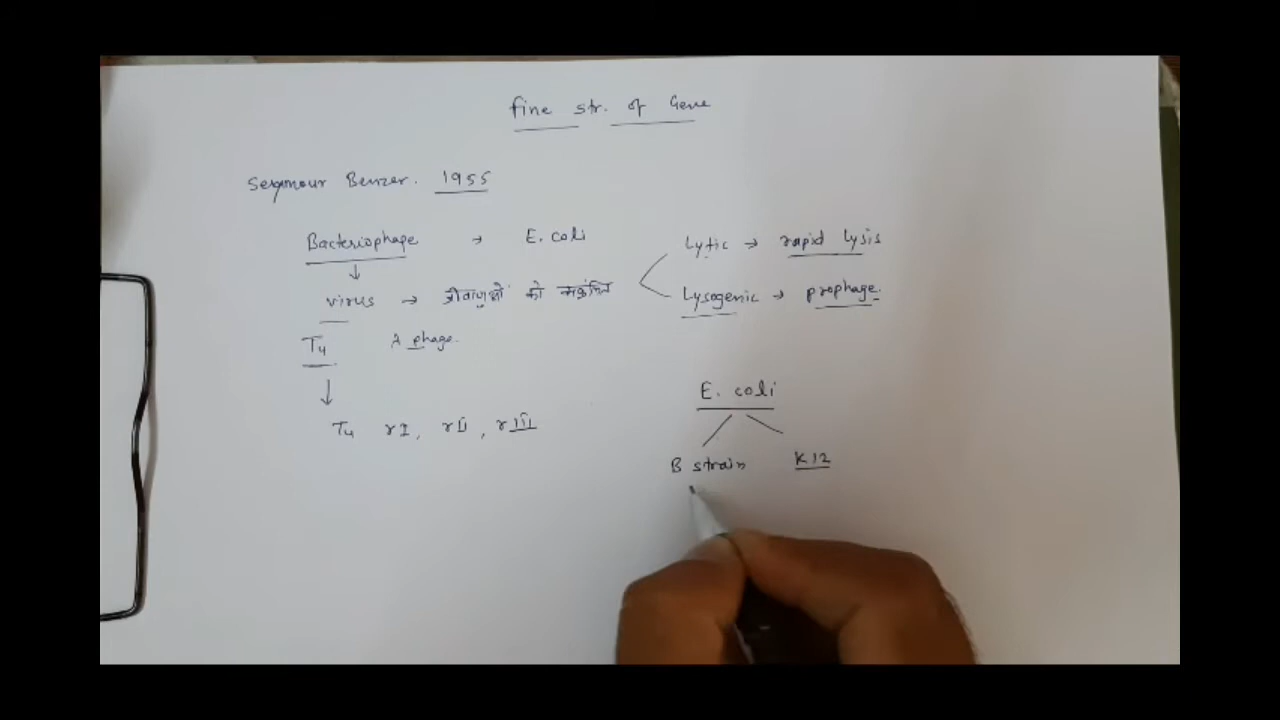 fine str. of Gene
Seymour Benzer. 1955
Bacteriophage → E. coli
Lytic → rapid lysis
↓
virus → जीवाणुओं को संक्रमित
Lysogenic → prophage.
T4 λ phage.
↓
T4 rI, rII, rIII
E. coli
B strain K12